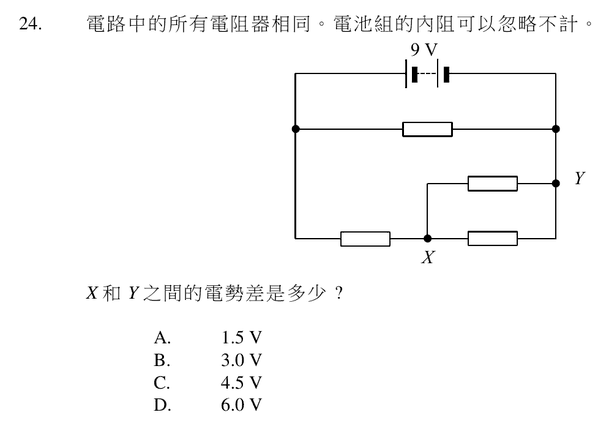 24. 電路中的所有電阻器相同。電池組的內阻可以忽略不計。
9 V
Y
X
X 和 Y 之間的電勢差是多少？
A. 1.5 V
B. 3.0 V
C. 4.5 V
D. 6.0 V